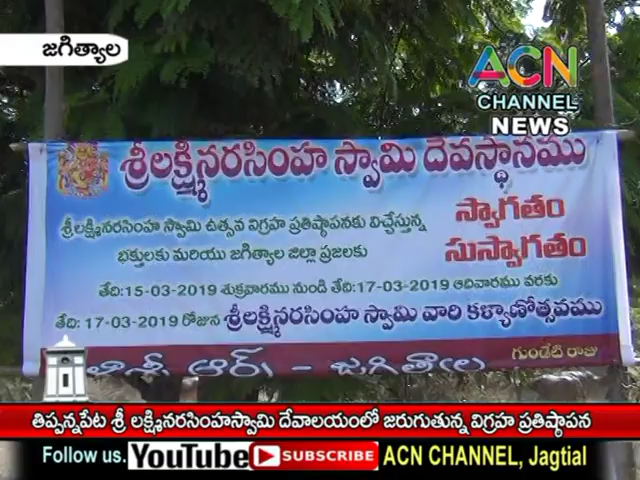 జగిత్యాల
ACN
CHANNEL
NEWS
శ్రీలక్ష్మీనరసింహ స్వామి దేవస్థానము
శ్రీలక్ష్మీనరసింహ స్వామి ఉత్సవ విగ్రహ ప్రతిష్ఠాపనకు విచ్చేస్తున్న
భక్తులకు మరియు జగిత్యాల జిల్లా ప్రజలకు
స్వాగతం
సుస్వాగతం
తేది:15-03-2019 శుక్రవారము నుండి తేది:17-03-2019 ఆదివారము వరకు
తేది: 17-03-2019 రోజున శ్రీలక్ష్మీనరసింహ స్వామి వారి కళ్యాణోత్సవము
ఆర్ - జగిత్యాల
గుండేటి రాజు
తిప్పన్నపేట శ్రీ లక్ష్మినరసింహస్వామి దేవాలయంలో జరుగుతున్న విగ్రహ ప్రతిష్ఠాపన
Follow us. YouTube SUBSCRIBE ACN CHANNEL, Jagtial